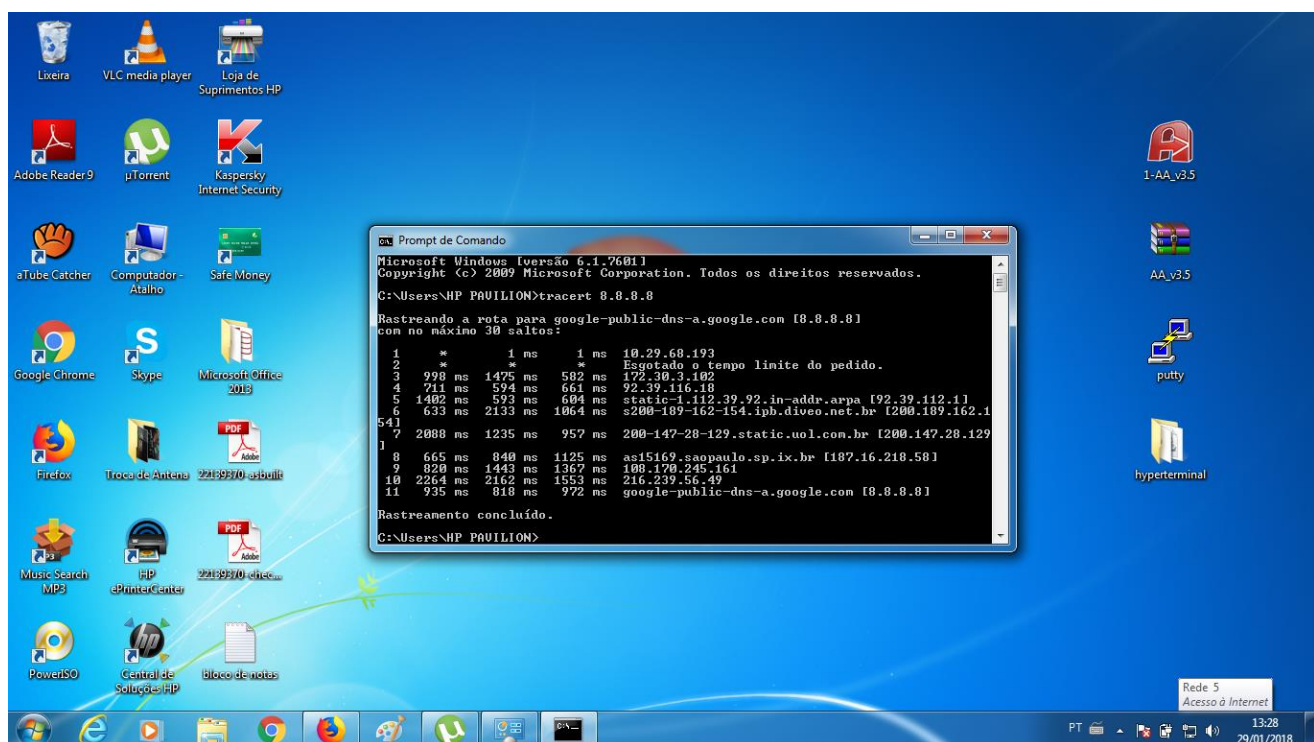 Lixeira
VLC media player
Loja de
Suprimentos HP
Adobe Reader 9
µTorrent
Kaspersky
Internet Security
aTube Catcher
Computador -
Atalho
Safe Money
Google Chrome
Skype
Microsoft Office
2013
Firefox
Troca de Antena
22139370-asbuilt
Music Search
MP3
HP
ePrinterCenter
22139370-chec...
PowerISO
Central de
Soluções HP
bloco de notas
1-AA_v3.5
AA_v3.5
putty
hyperterminal
Prompt de Comando
Microsoft Windows [versão 6.1.7601]
Copyright (c) 2009 Microsoft Corporation. Todos os direitos reservados.
C:\Users\HP PAVILION>tracert 8.8.8.8
Rastreando a rota para google-public-dns-a.google.com [8.8.8.8]
com no máximo 30 saltos:
1 * 1 ms 1 ms 10.29.68.193
2 * * * Esgotado o tempo limite do pedido.
3 998 ms 1475 ms 582 ms 172.30.3.102
4 711 ms 594 ms 661 ms 92.39.116.18
5 1402 ms 593 ms 604 ms static-1.112.39.92.in-addr.arpa [92.39.112.1]
6 633 ms 2133 ms 1064 ms s200-189-162-154.ipb.diveo.net.br [200.189.162.1
54]
7 2088 ms 1235 ms 957 ms 200-147-28-129.static.uol.com.br [200.147.28.129
]
8 665 ms 840 ms 1125 ms as15169.saopaulo.sp.ix.br [187.16.218.58]
9 820 ms 1443 ms 1367 ms 108.170.245.161
10 2264 ms 2162 ms 1553 ms 216.239.56.49
11 935 ms 818 ms 972 ms google-public-dns-a.google.com [8.8.8.8]
Rastreamento concluído.
C:\Users\HP PAVILION>
Rede 5
Acesso à Internet
PT
13:28
29/01/2018